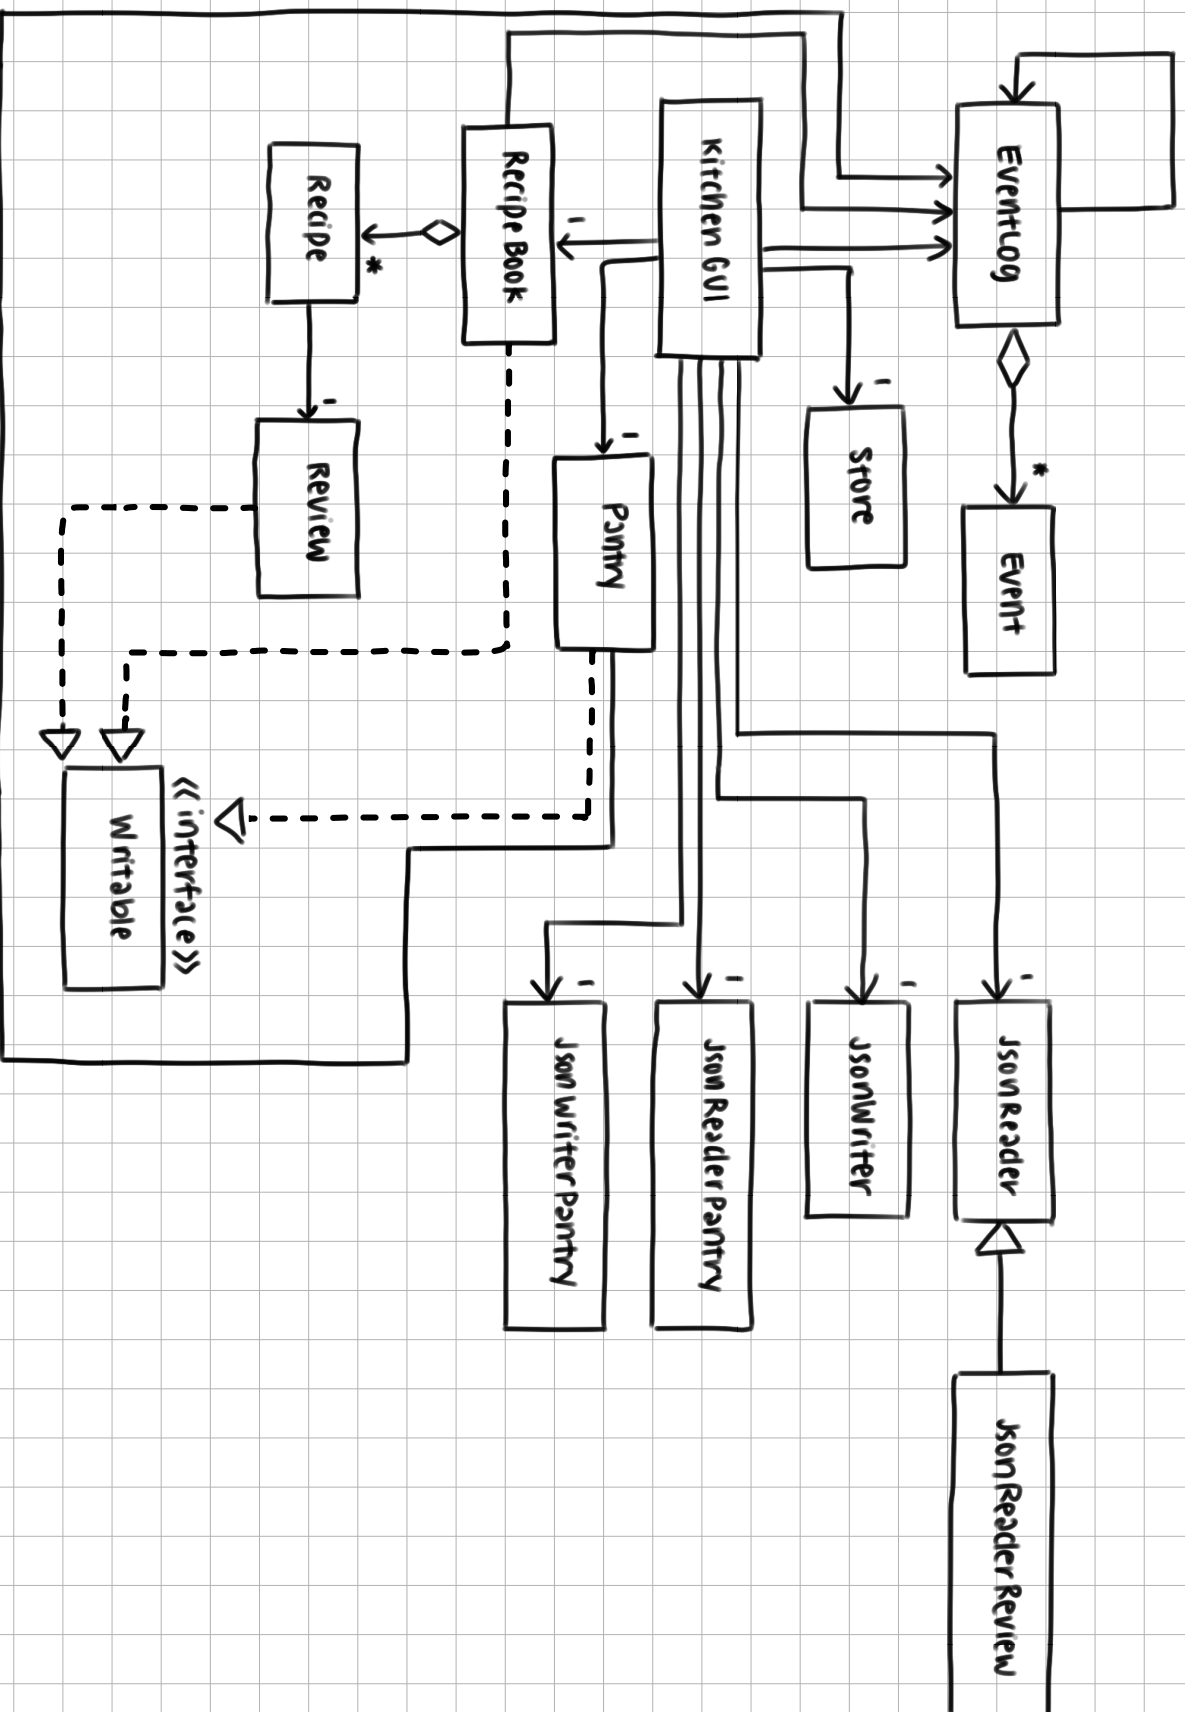 *
1
EventLog
Event
JsonReader
JsonReaderReview
1
1
Store
JsonWriter
1
Kitchen GUI
JsonReaderPantry
1
Pantry
1
1
JsonWriterPantry
Recipe Book
*
1
Recipe
Review
<<interface>>
Writable